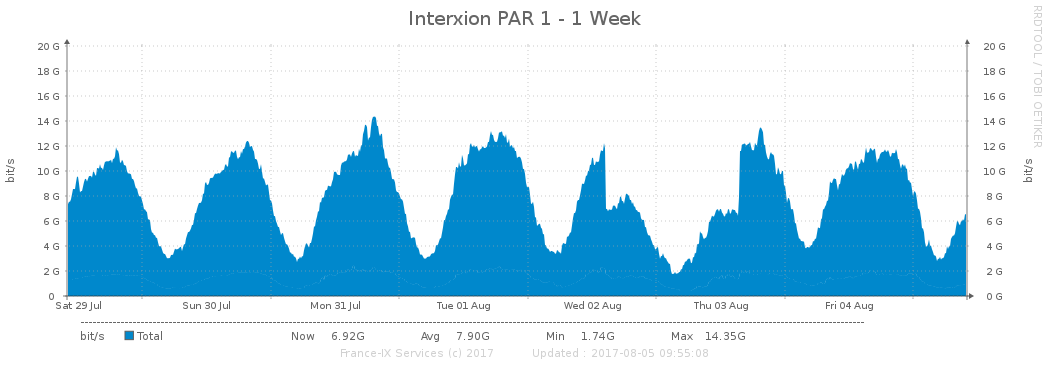 Interxion PAR 1 - 1 Week
RRDTOOL / TOBI OETIKER
bit/s
bit/s
20 G 20 G
18 G 18 G
16 G 16 G
14 G 14 G
12 G 12 G
10 G 10 G
8 G 8 G
6 G 6 G
4 G 4 G
2 G 2 G
0 0 G
Sat 29 Jul Sun 30 Jul Mon 31 Jul Tue 01 Aug Wed 02 Aug Thu 03 Aug Fri 04 Aug
bit/s Total Now 6.92G Avg 7.90G Min 1.74G Max 14.35G
France-IX Services (c) 2017 Updated : 2017-08-05 09:55:08